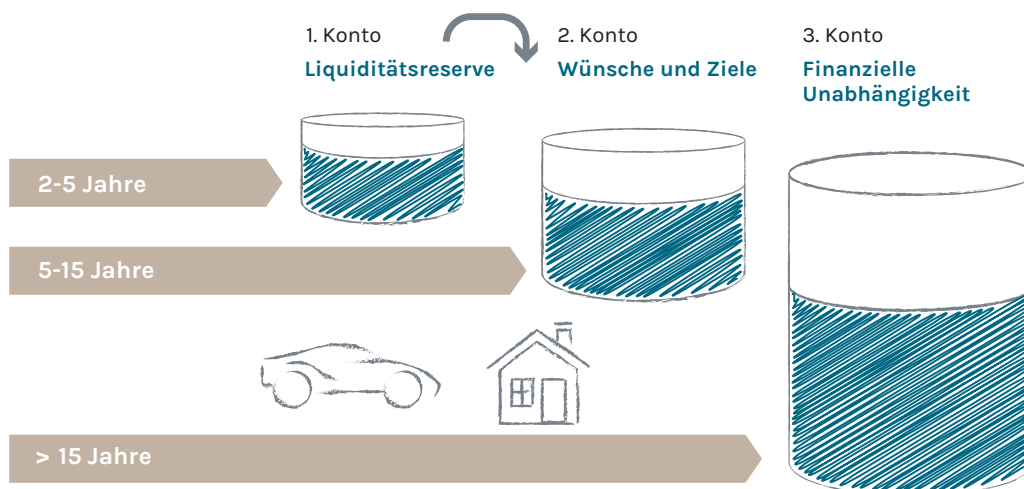 1. Konto
Liquiditätsreserve
2. Konto
Wünsche und Ziele
3. Konto
Finanzielle
Unabhängigkeit
2-5 Jahre
5-15 Jahre
> 15 Jahre